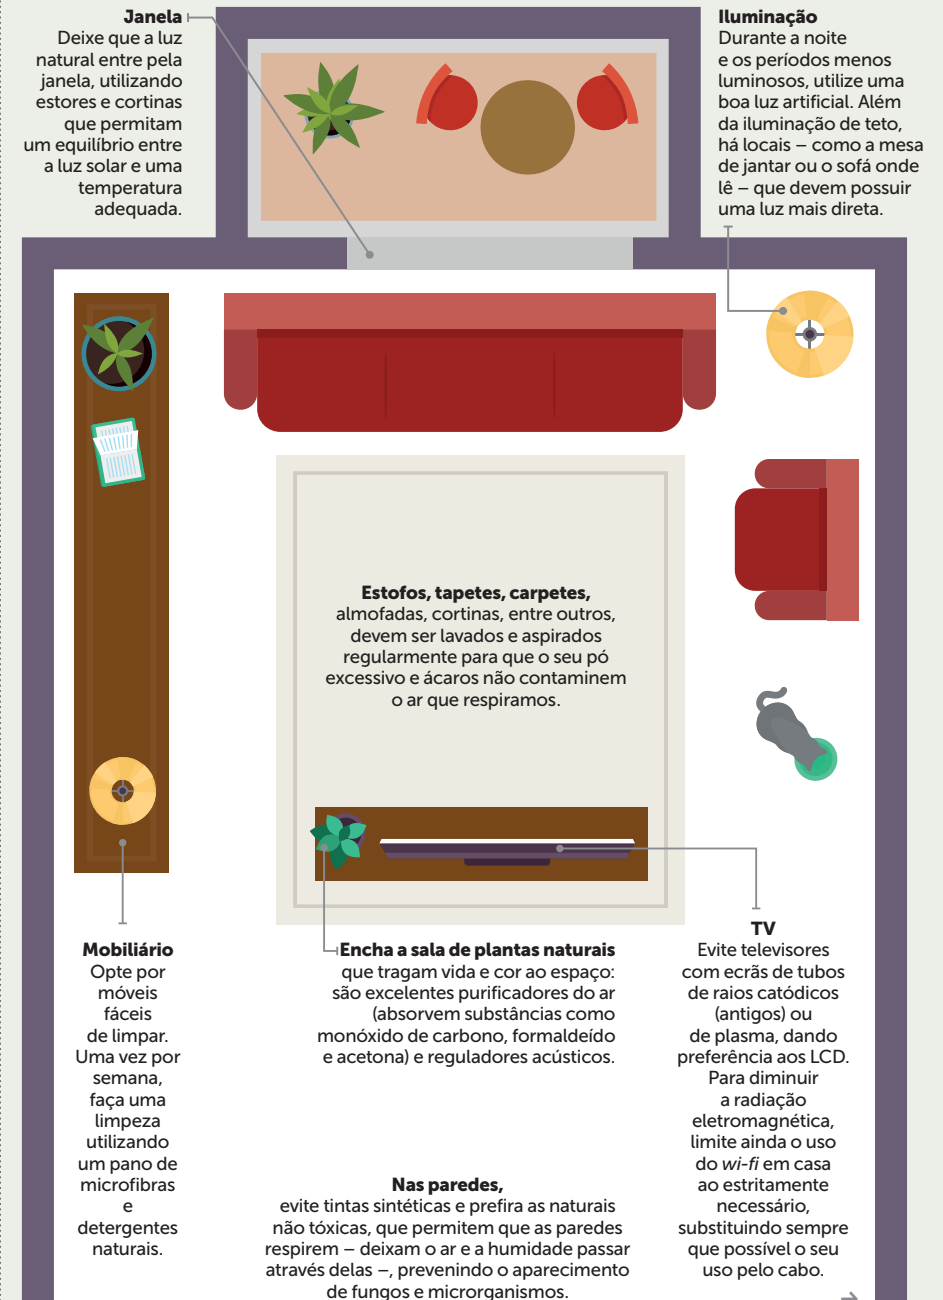 Janela
Deixe que a luz
natural entre pela
janela, utilizando
estores e cortinas
que permitam
um equilíbrio entre
a luz solar e uma
temperatura
adequada.
Iluminação
Durante a noite
e os períodos menos
luminosos, utilize uma
boa luz artificial. Além
da iluminação de teto,
há locais – como a mesa
de jantar ou o sofá onde
lê – que devem possuir
uma luz mais direta.
Estofos, tapetes, carpetes,
almofadas, cortinas, entre outros,
devem ser lavados e aspirados
regularmente para que o seu pó
excessivo e ácaros não contaminem
o ar que respiramos.
Mobiliário
Opte por
móveis
fáceis
de limpar.
Uma vez por
semana,
faça uma
limpeza
utilizando
um pano de
microfibras
e
detergentes
naturais.
Encha a sala de plantas naturais
que tragam vida e cor ao espaço:
são excelentes purificadores do ar
(absorvem substâncias como
monóxido de carbono, formaldeído
e acetona) e reguladores acústicos.
Nas paredes,
evite tintas sintéticas e prefira as naturais
não tóxicas, que permitem que as paredes
respirem – deixam o ar e a humidade passar
através delas –, prevenindo o aparecimento
de fungos e microrganismos.
TV
Evite televisores
com ecrãs de tubos
de raios catódicos
(antigos) ou
de plasma, dando
preferência aos LCD.
Para diminuir
a radiação
eletromagnética,
limite ainda o uso
do wi-fi em casa
ao estritamente
necessário,
substituindo sempre
que possível o seu
uso pelo cabo.